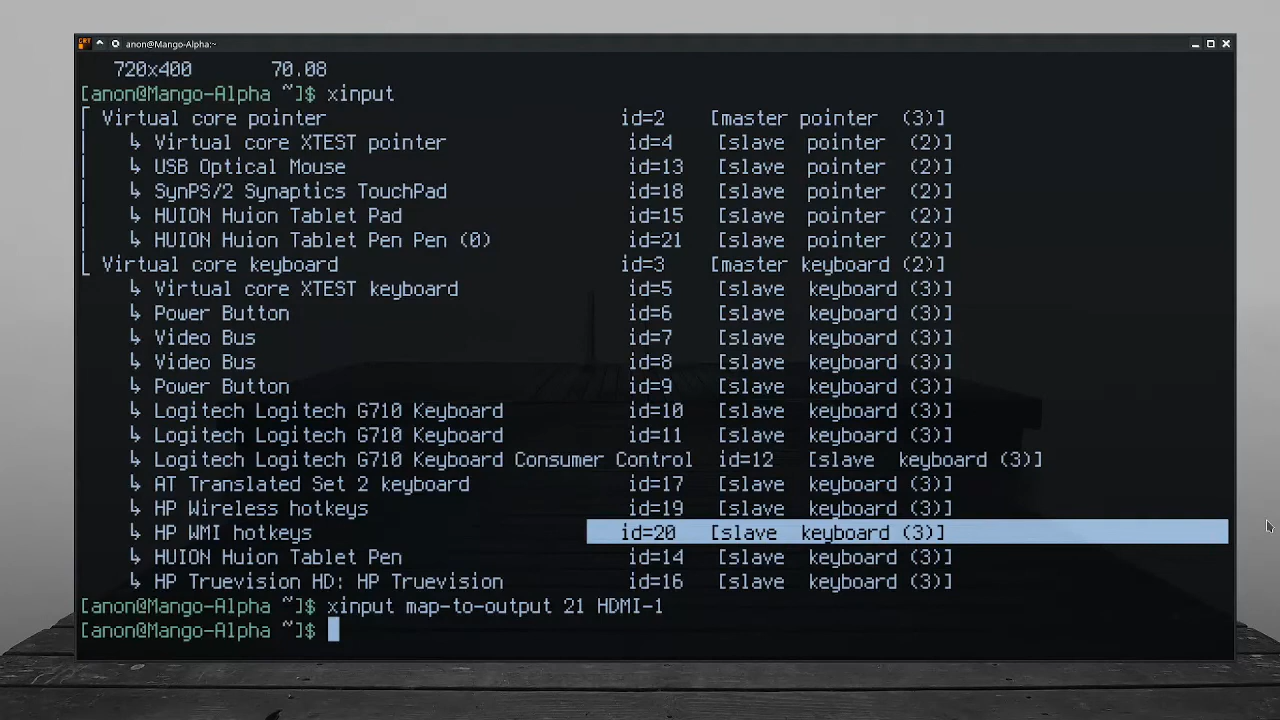 anon@Mango-Alpha:~
720x400 70.08
[anon@Mango-Alpha ~]$ xinput
⎡ Virtual core pointer id=2 [master pointer (3)]
⎜ ↳ Virtual core XTEST pointer id=4 [slave pointer (2)]
⎜ ↳ USB Optical Mouse id=13 [slave pointer (2)]
⎜ ↳ SynPS/2 Synaptics TouchPad id=18 [slave pointer (2)]
⎜ ↳ HUION Huion Tablet Pad id=15 [slave pointer (2)]
⎜ ↳ HUION Huion Tablet Pen Pen (0) id=21 [slave pointer (2)]
⎣ Virtual core keyboard id=3 [master keyboard (2)]
↳ Virtual core XTEST keyboard id=5 [slave keyboard (3)]
↳ Power Button id=6 [slave keyboard (3)]
↳ Video Bus id=7 [slave keyboard (3)]
↳ Video Bus id=8 [slave keyboard (3)]
↳ Power Button id=9 [slave keyboard (3)]
↳ Logitech Logitech G710 Keyboard id=10 [slave keyboard (3)]
↳ Logitech Logitech G710 Keyboard id=11 [slave keyboard (3)]
↳ Logitech Logitech G710 Keyboard Consumer Control id=12 [slave keyboard (3)]
↳ AT Translated Set 2 keyboard id=17 [slave keyboard (3)]
↳ HP Wireless hotkeys id=19 [slave keyboard (3)]
↳ HP WMI hotkeys id=20 [slave keyboard (3)]
↳ HUION Huion Tablet Pen id=14 [slave keyboard (3)]
↳ HP Truevision HD: HP Truevision id=16 [slave keyboard (3)]
[anon@Mango-Alpha ~]$ xinput map-to-output 21 HDMI-1
[anon@Mango-Alpha ~]$